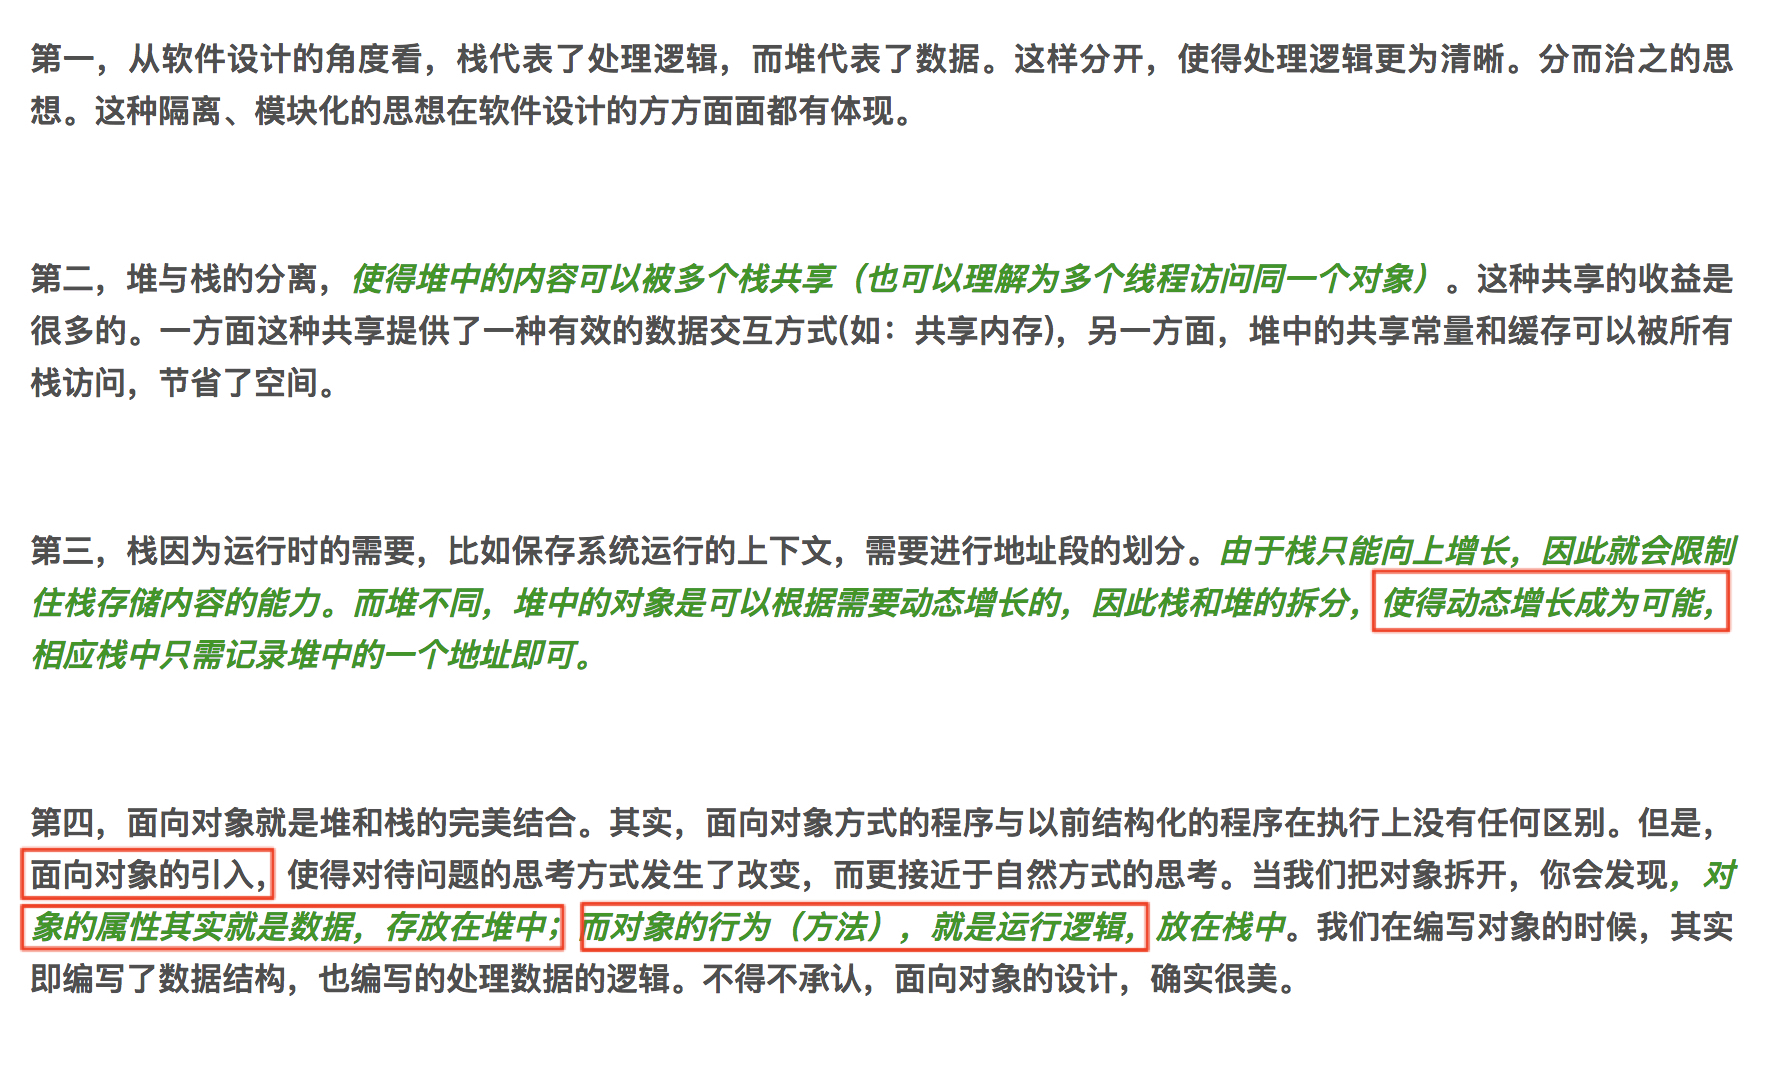 第一，从软件设计的角度看，栈代表了处理逻辑，而堆代表了数据。这样分开，使得处理逻辑更为清晰。分而治之的思
想。这种隔离、模块化的思想在软件设计的方方面面都有体现。
第二，堆与栈的分离，使得堆中的内容可以被多个栈共享（也可以理解为多个线程访问同一个对象）。这种共享的收益是
很多的。一方面这种共享提供了一种有效的数据交互方式(如：共享内存)，另一方面，堆中的共享常量和缓存可以被所有
栈访问，节省了空间。
第三，栈因为运行时的需要，比如保存系统运行的上下文，需要进行地址段的划分。由于栈只能向上增长，因此就会限制
住栈存储内容的能力。而堆不同，堆中的对象是可以根据需要动态增长的，因此栈和堆的拆分，使得动态增长成为可能，
相应栈中只需记录堆中的一个地址即可。
第四，面向对象就是堆和栈的完美结合。其实，面向对象方式的程序与以前结构化的程序在执行上没有任何区别。但是，
面向对象的引入，使得对待问题的思考方式发生了改变，而更接近于自然方式的思考。当我们把对象拆开，你会发现，对
象的属性其实就是数据，存放在堆中；而对象的行为（方法），就是运行逻辑，放在栈中。我们在编写对象的时候，其实
即编写了数据结构，也编写的处理数据的逻辑。不得不承认，面向对象的设计，确实很美。